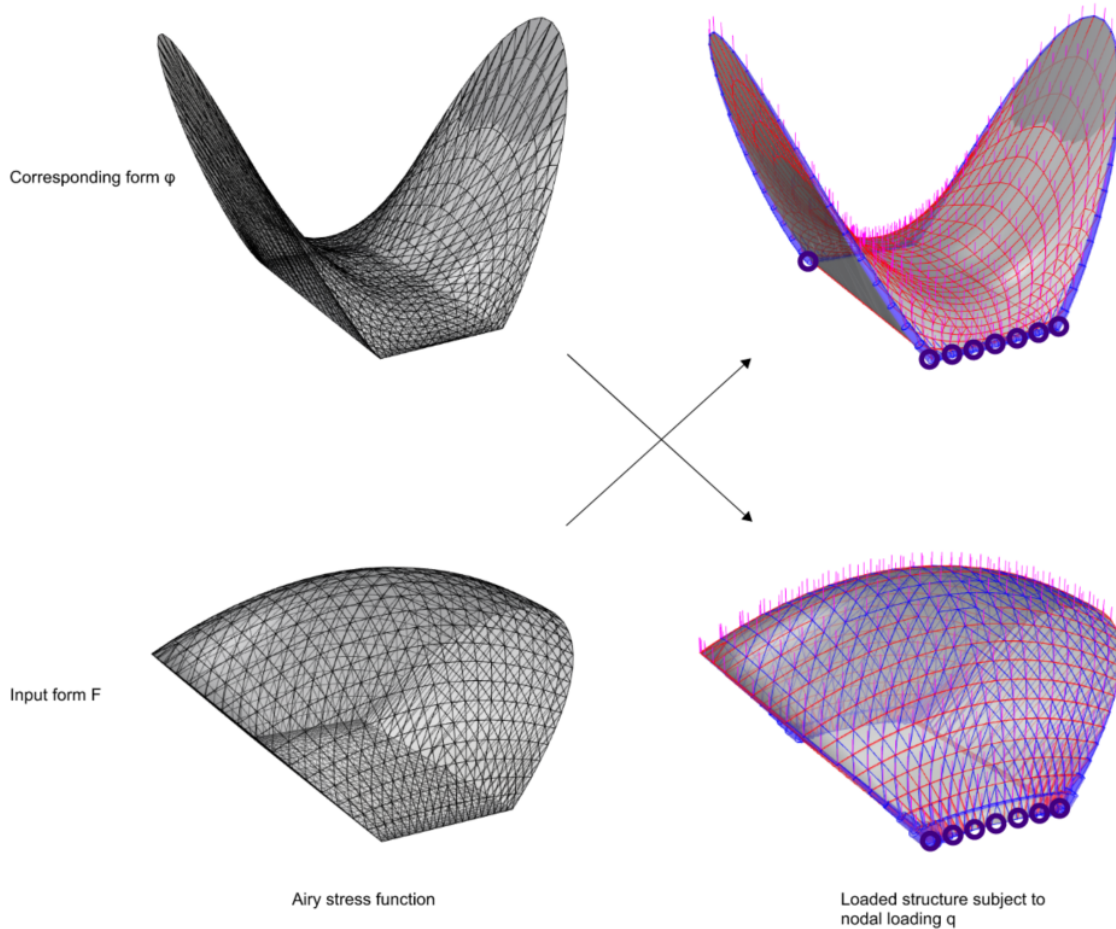 Corresponding form φ
Input form F
Airy stress function
Loaded structure subject to
nodal loading q